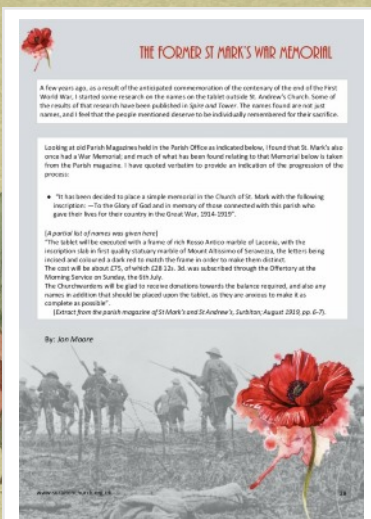 THE FORMER ST MARK'S WAR MEMORIAL
A few years ago, as a result of the anticipated commemoration of the centenary of the end of the First
World War, I started some research on the names on the tablet outside St. Andrew's Church. Some of
the results of that research have been published in Spire and Tower. The names found are not just
names, and I feel that the people mentioned deserve to be individually remembered for their sacrifice.
Looking at old Parish Magazines held in the Parish Office as indicated below, I found that St. Mark's also
once had a War Memorial; and much of what has been found relating to that Memorial below is taken
from the Parish magazine. I have quoted verbatim to provide an indication of the progression of the
process:
• "It has been decided to place a simple memorial in the Church of St. Mark with the following
inscription: —To the Glory of God and in memory of those connected with this parish who
gave their lives for their country in the Great War, 1914-1919".
[A partial list of names was given here]
"The tablet will be executed with a frame of rich Rosso Antico marble of Laconia, with the
inscription slab in first quality statuary marble of Mount Altissimo of Seravezza, the letters being
incised and coloured a dark red to match the frame in order to make them distinct.
The cost will be about £75, of which £28 12s. 3d. was subscribed through the Offertory at the
Morning Service on Sunday, the 6th July.
The Churchwardens will be glad to receive donations towards the balance required, and also any
names in addition that should be placed upon the tablet, as they are anxious to make it as
complete as possible".
(Extract from the parish magazine of St Mark's and St Andrew's, Surbiton; August 1919, pp. 6-7).
By: Jon Moore